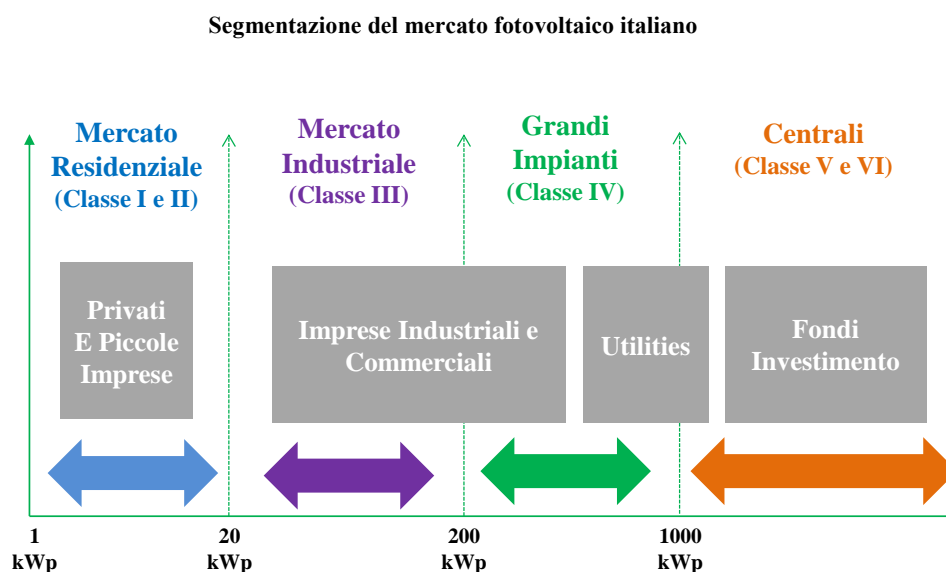 Segmentazione del mercato fotovoltaico italiano
Mercato
Residenziale
(Classe I e II)
Mercato
Industriale
(Classe III)
Grandi
Impianti
(Classe IV)
Centrali
(Classe V e VI)
Privati
E Piccole
Imprese
Imprese Industriali e
Commerciali
Utilities
Fondi
Investimento
1
kWp
20
kWp
200
kWp
1000
kWp